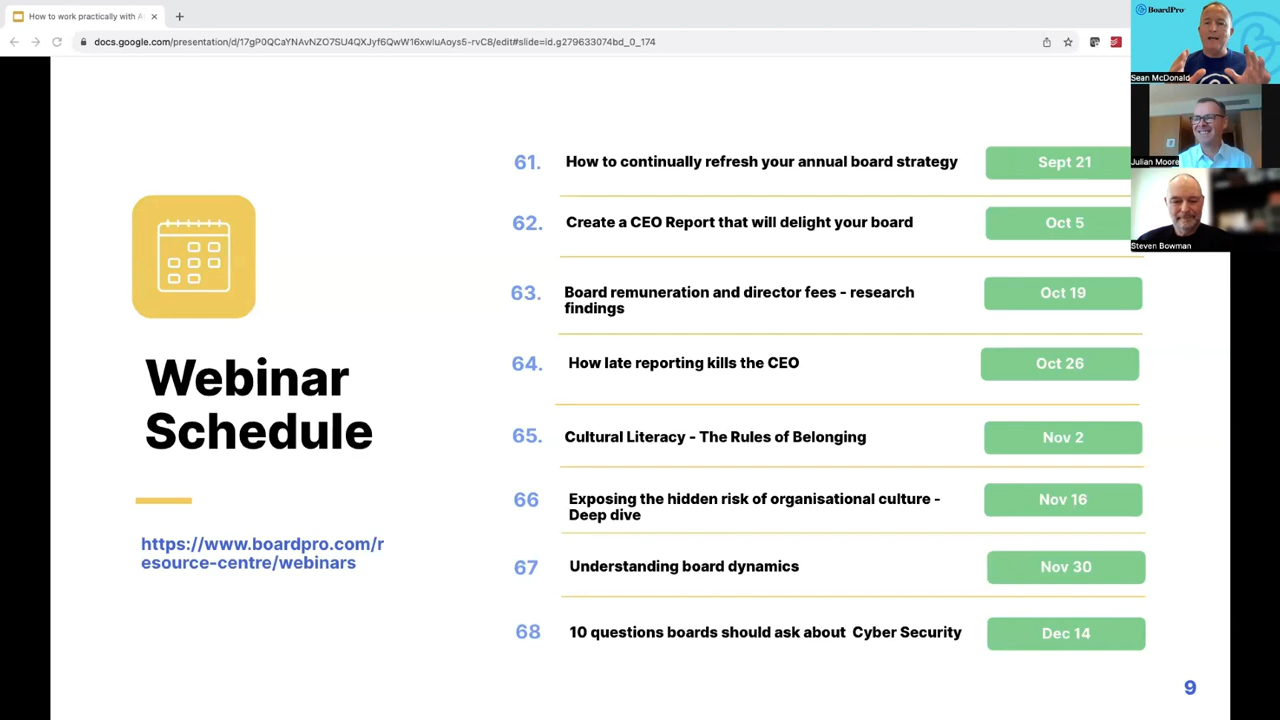 How to work practically with A
docs.google.com/presentation/d/17gP0QCaYNAvNZO7SU4QXJyf6QwW16xwluAoys5-rvC8/edit#slide=id.g279633074bd_0_174
BoardPro
Sean McDonald
Julian Moore
Steven Bowman
Webinar
Schedule
https://www.boardpro.com/r
esource-centre/webinars
61. How to continually refresh your annual board strategy Sept 21
62. Create a CEO Report that will delight your board Oct 5
63. Board remuneration and director fees - research Oct 19
findings
64. How late reporting kills the CEO Oct 26
65. Cultural Literacy - The Rules of Belonging Nov 2
66 Exposing the hidden risk of organisational culture - Nov 16
Deep dive
67 Understanding board dynamics Nov 30
68 10 questions boards should ask about Cyber Security Dec 14
9